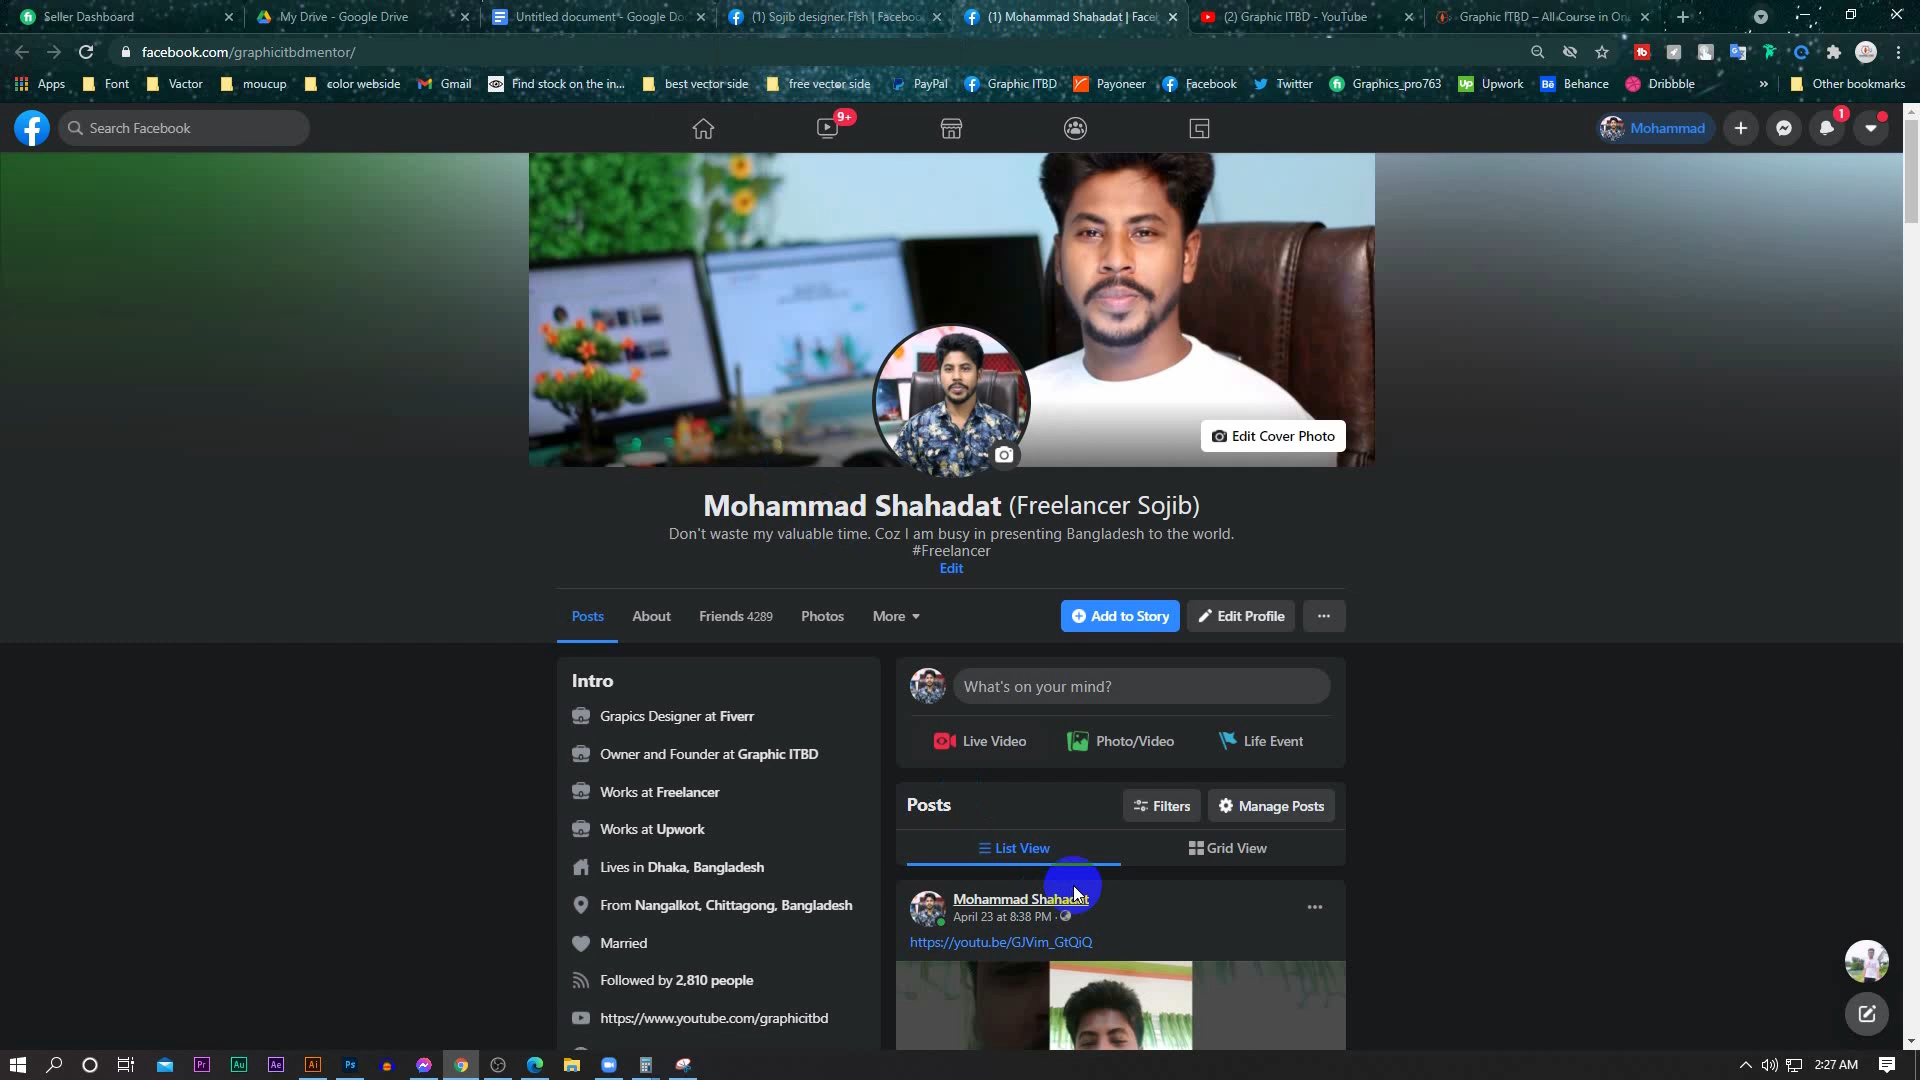 Seller Dashboard
My Drive - Google Drive
Untitled document - Google Do
(1) Sojib designer Fish | Faceboo
(1) Mohammad Shahadat | Face
(2) Graphic ITBD - YouTube
Graphic ITBD – All Course in On
facebook.com/graphicitbdmentor/
Apps
Font
Vactor
moucup
color webside
Gmail
Find stock on the in...
best vector side
free vector side
PayPal
Graphic ITBD
Payoneer
Facebook
Twitter
Graphics_pro763
Upwork
Behance
Dribbble
»
Other bookmarks
Search Facebook
9+
Mohammad
1
Edit Cover Photo
Mohammad Shahadat (Freelancer Sojib)
Don't waste my valuable time. Coz I am busy in presenting Bangladesh to the world.
#Freelancer
Edit
Posts
About
Friends 4289
Photos
More
Add to Story
Edit Profile
Intro
Grapics Designer at Fiverr
Owner and Founder at Graphic ITBD
Works at Freelancer
Works at Upwork
Lives in Dhaka, Bangladesh
From Nangalkot, Chittagong, Bangladesh
Married
Followed by 2,810 people
https://www.youtube.com/graphicitbd
What's on your mind?
Live Video
Photo/Video
Life Event
Posts
Filters
Manage Posts
List View
Grid View
Mohammad Shahadat
April 23 at 8:38 PM ·
https://youtu.be/GJVim_GtQiQ
Pr
Au
Ae
Ai
Ps
2:27 AM